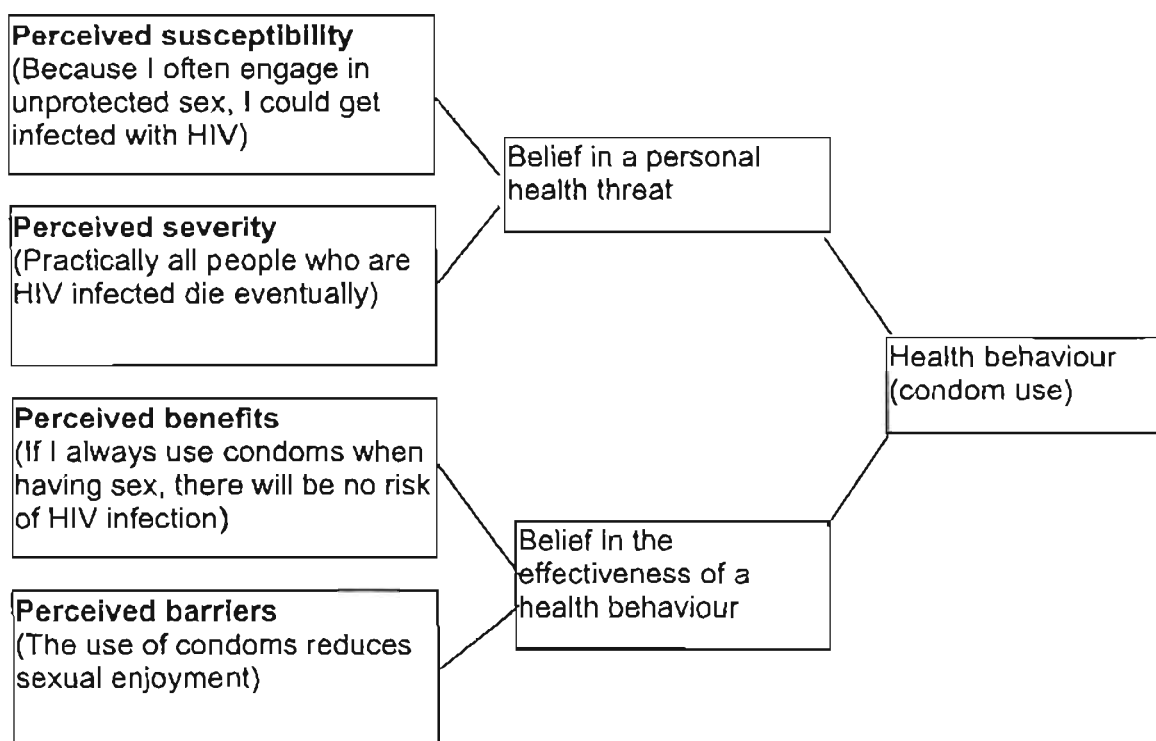 Perceived susceptibility
(Because I often engage in
unprotected sex, I could get
infected with HIV)
Perceived severity
(Practically all people who are
HIV infected die eventually)
Belief in a personal
health threat
Perceived benefits
(If I always use condoms when
having sex, there will be no risk
of HIV infection)
Perceived barriers
(The use of condoms reduces
sexual enjoyment)
Belief In the
effectiveness of a
health behaviour
Health behaviour
(condom use)